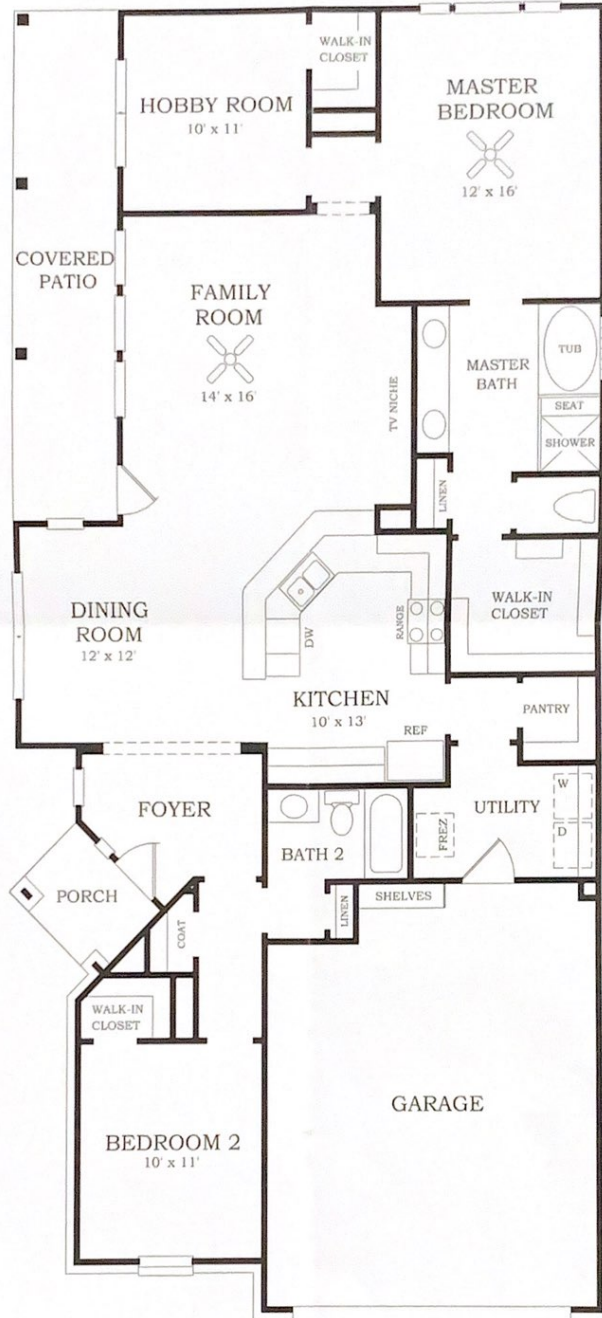 WALK-IN
CLOSET
HOBBY ROOM
10' x 11'
MASTER
BEDROOM
12' x 16'
COVERED
PATIO
FAMILY
ROOM
14' x 16'
TV NICHE
MASTER
BATH
TUB
SEAT
SHOWER
LINEN
WALK-IN
CLOSET
DINING
ROOM
12' x 12'
DW
RANGE
KITCHEN
10' x 13'
REF
PANTRY
FOYER
UTILITY
W
D
FREZ
BATH 2
PORCH
COAT
LINEN
SHELVES
WALK-IN
CLOSET
GARAGE
BEDROOM 2
10' x 11'